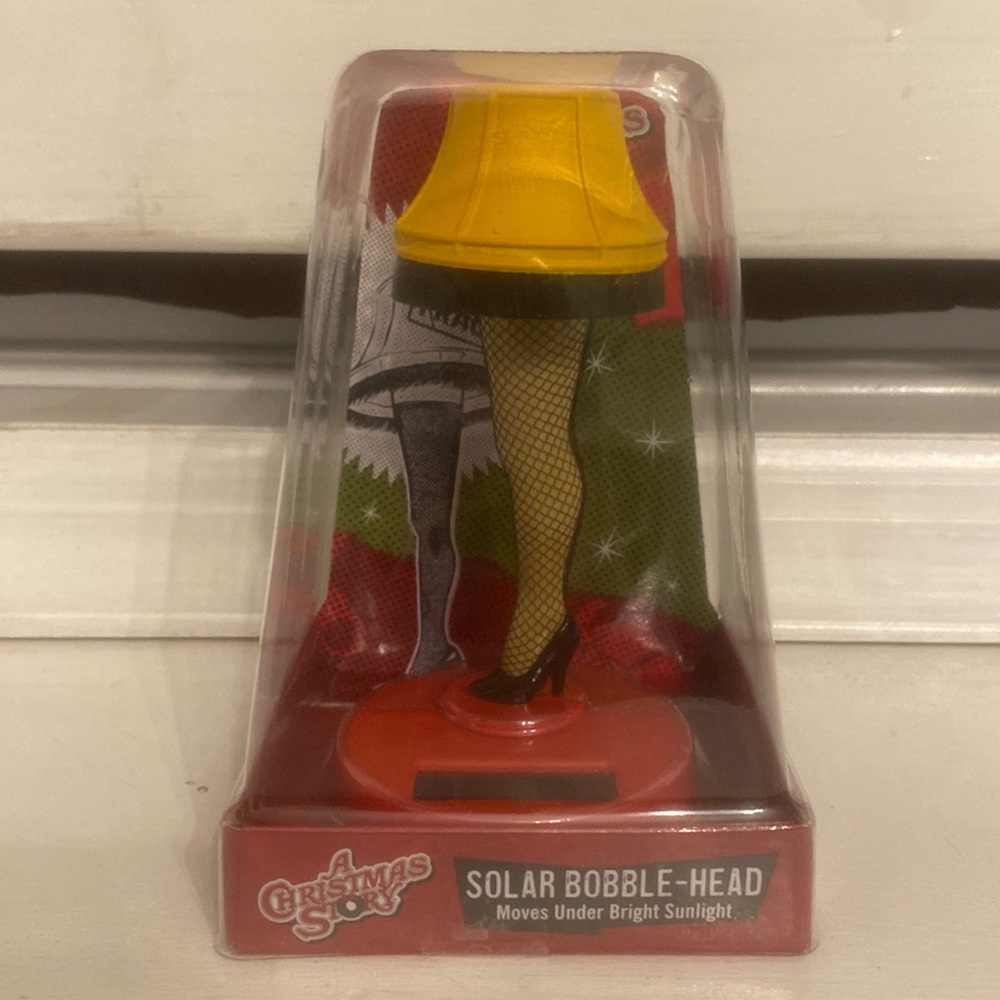 A
CHRISTMAS
STORY
SOLAR BOBBLE-HEAD
Moves Under Bright Sunlight